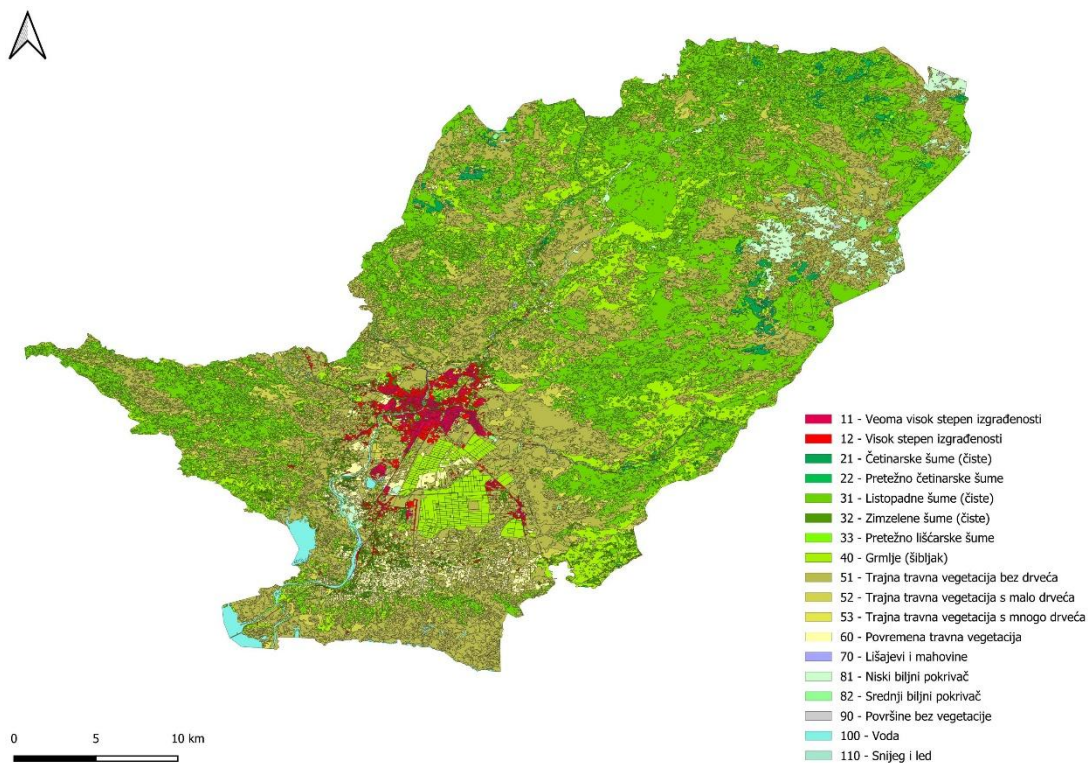 11 - Veoma visok stepen izgrađenosti
12 - Visok stepen izgrađenosti
21 - Četinarske šume (čiste)
22 - Pretežno četinarske šume
31 - Listopadne šume (čiste)
32 - Zimzelene šume (čiste)
33 - Pretežno lišćarske šume
40 - Grmlje (šibljak)
51 - Trajna travna vegetacija bez drveća
52 - Trajna travna vegetacija s malo drveća
53 - Trajna travna vegetacija s mnogo drveća
60 - Povremena travna vegetacija
70 - Lišajevi i mahovine
81 - Niski biljni pokrivač
82 - Srednji biljni pokrivač
90 - Površine bez vegetacije
100 - Voda
110 - Snijeg i led
0 5 10 km